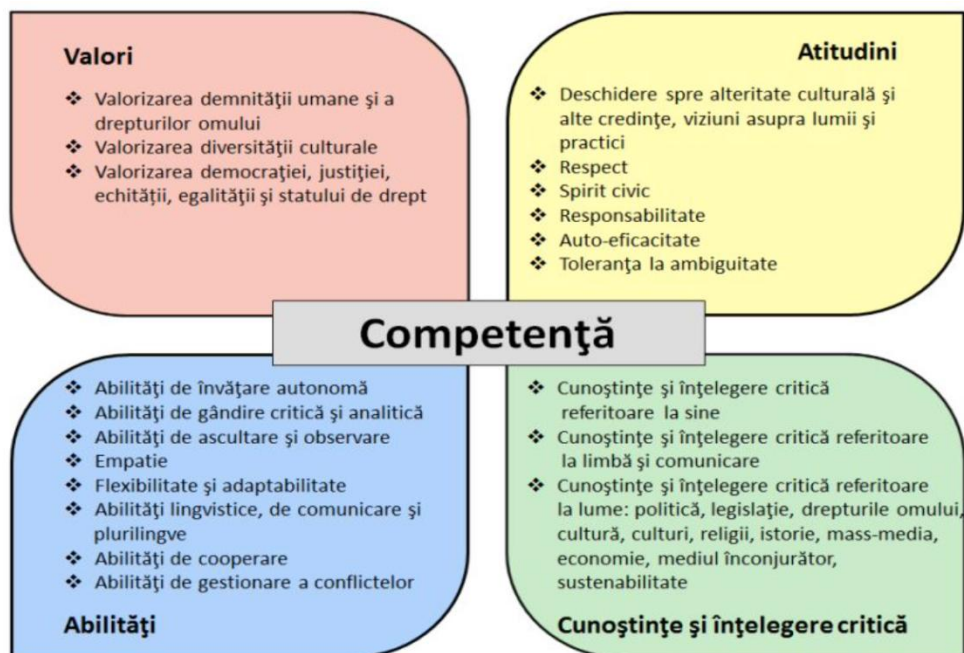 Valori
❖ Valorizarea demnităţii umane şi a
drepturilor omului
❖ Valorizarea diversităţii culturale
❖ Valorizarea democraţiei, justiţiei,
echității, egalităţii şi statului de drept
Atitudini
❖ Deschidere spre alteritate culturală şi
alte credinţe, viziuni asupra lumii şi
practici
❖ Respect
❖ Spirit civic
❖ Responsabilitate
❖ Auto-eficacitate
❖ Toleranţa la ambiguitate
Competenţă
❖ Abilităţi de învăţare autonomă
❖ Abilităţi de gândire critică şi analitică
❖ Abilităţi de ascultare şi observare
❖ Empatie
❖ Flexibilitate şi adaptabilitate
❖ Abilităţi lingvistice, de comunicare şi
plurilingve
❖ Abilităţi de cooperare
❖ Abilităţi de gestionare a conflictelor
Abilităţi
❖ Cunoştinţe şi înţelegere critică
referitoare la sine
❖ Cunoştinţe şi înţelegere critică referitoare
la limbă şi comunicare
❖ Cunoştinţe şi înţelegere critică referitoare
la lume: politică, legislaţie, drepturile omului,
cultură, culturi, religii, istorie, mass-media,
economie, mediul înconjurător,
sustenabilitate
Cunoştinţe şi înţelegere critică